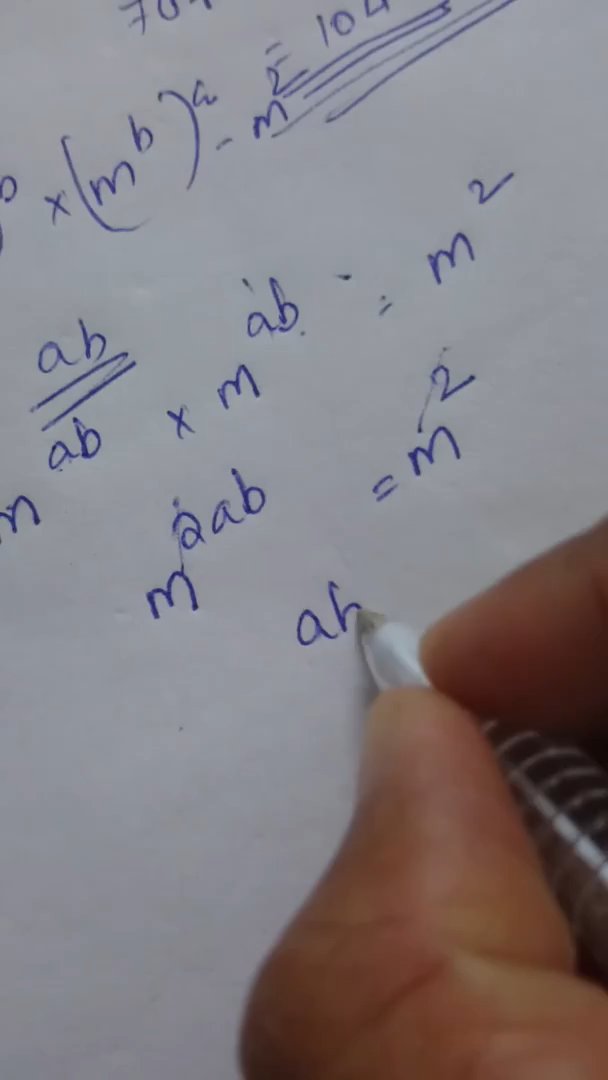 = 104
b × (m^b)^a = m^2
ab
m^ab × m^ab = m^2
m^2ab = m^2
ab